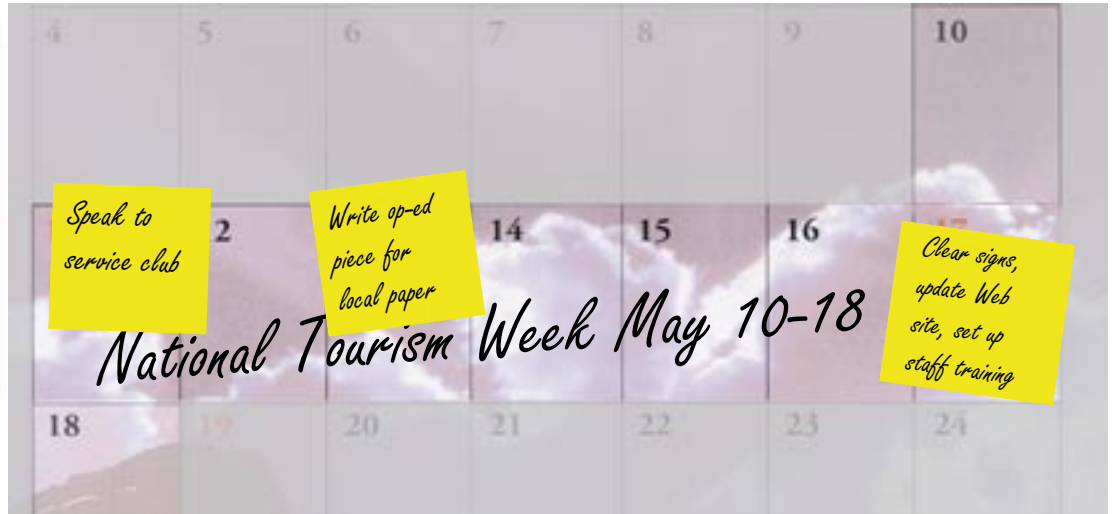 4 5 6 7 8 9 10
Speak to
service club
2
Write op-ed
piece for
local paper
14 15 16 17
Clear signs,
update Web
site, set up
staff training
National Tourism Week May 10-18
18 19 20 21 22 23 24